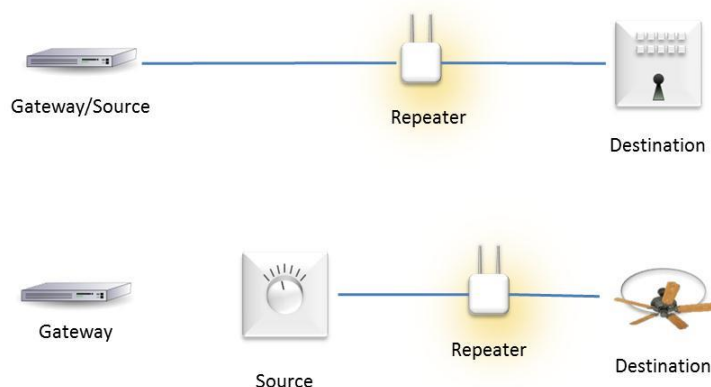 Gateway/Source
Repeater
Destination
Gateway
Source
Repeater
Destination